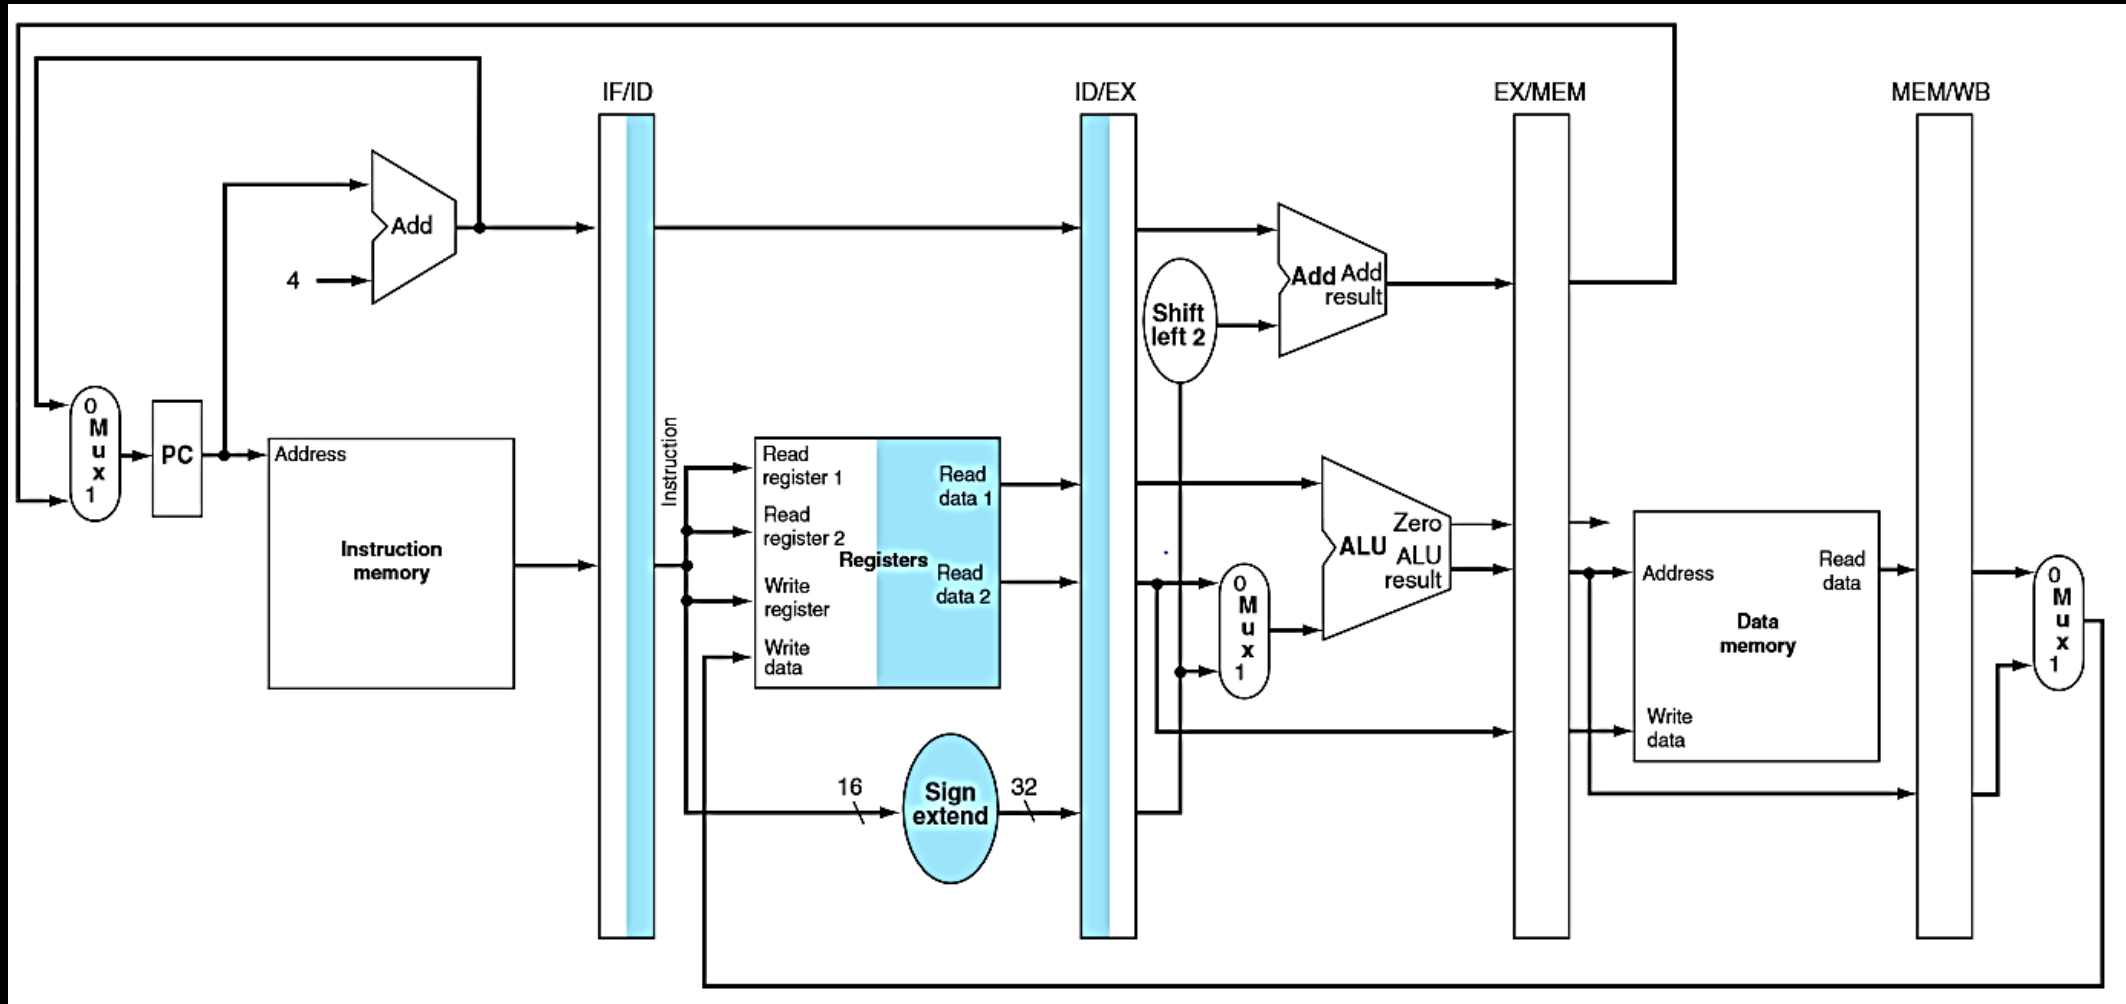 IF/ID
ID/EX
EX/MEM
MEM/WB
Add
4
Add Add
result
Shift
left 2
0
M
u
x
1
PC
Address
Instruction
memory
Instruction
Read
register 1
Read
register 2
Write
register
Write
data
Registers
Read
data 1
Read
data 2
16
Sign
extend
32
0
M
u
x
1
ALU
Zero
ALU
result
Address
Read
data
Data
memory
Write
data
0
M
u
x
1